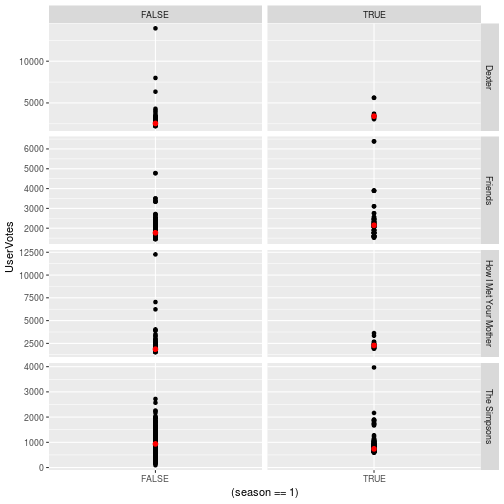 FALSE
TRUE
10000
5000
Dexter
6000
5000
4000
3000
2000
Friends
12500
10000
7500
5000
2500
How I Met Your Mother
4000
3000
2000
1000
0
The Simpsons
UserVotes
FALSE
TRUE
(season == 1)